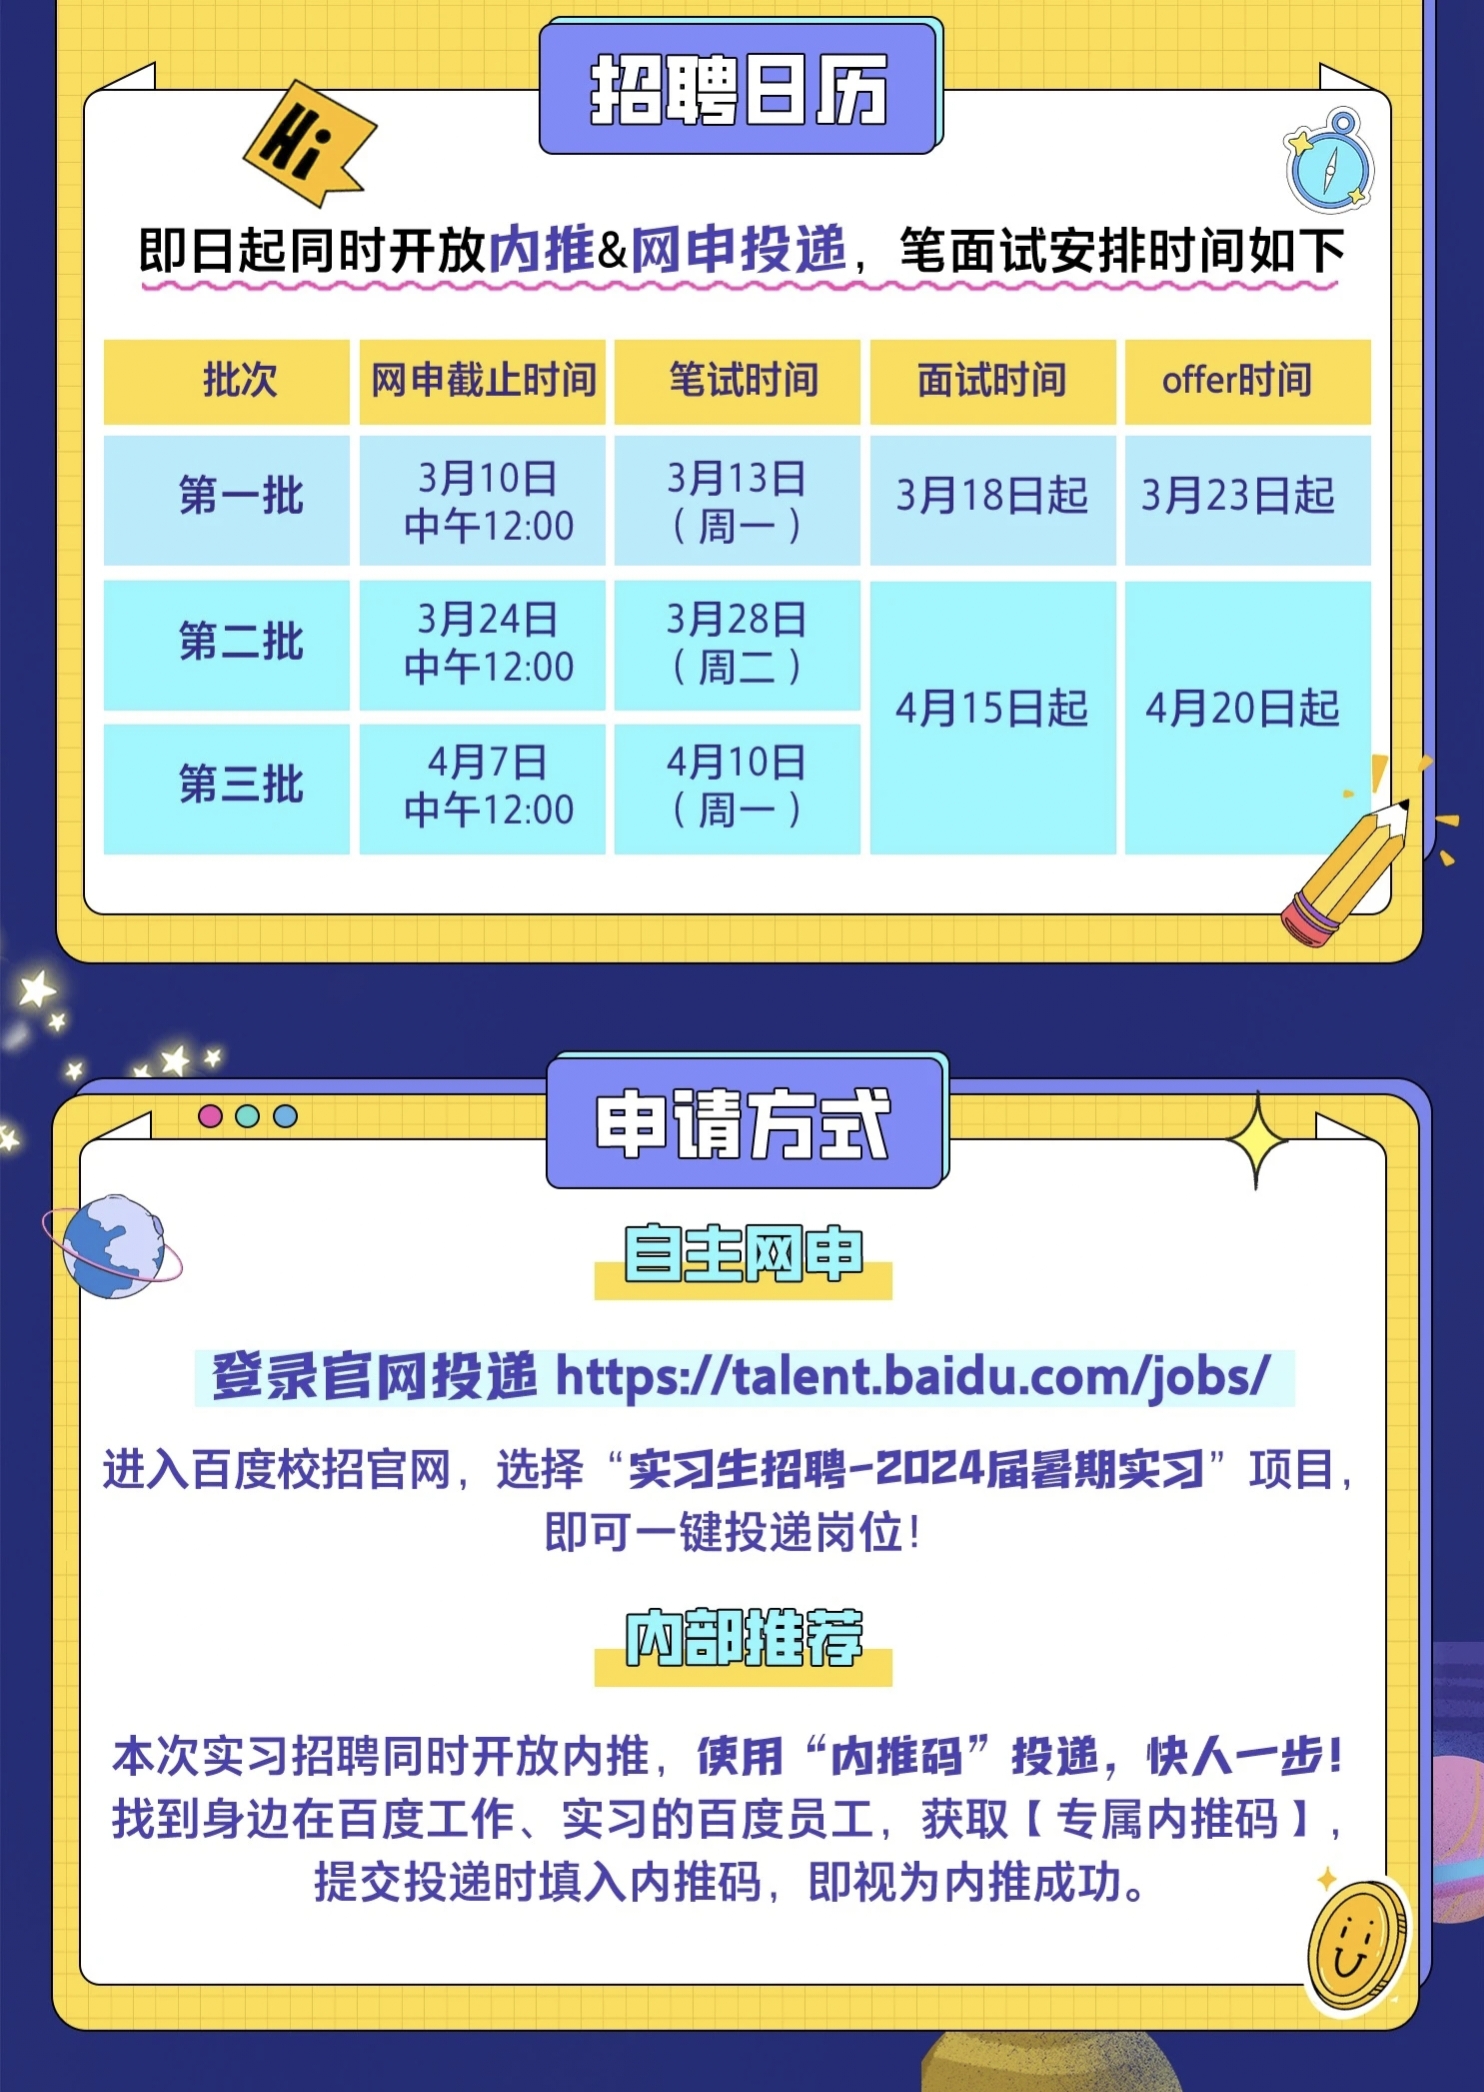 招聘日历
Hi
即日起同时开放内推&网申投递，笔面试安排时间如下
批次 网申截止时间 笔试时间 面试时间 offer时间
第一批 3月10日 中午12:00 3月13日 （周一） 3月18日起 3月23日起
第二批 3月24日 中午12:00 3月28日 （周二） 4月15日起 4月20日起
第三批 4月7日 中午12:00 4月10日 （周一）
申请方式
自主网申
登录官网投递 https://talent.baidu.com/jobs/
进入百度校招官网，选择“实习生招聘-2024届暑期实习”项目，
即可一键投递岗位！
内部推荐
本次实习招聘同时开放内推，使用“内推码”投递，快人一步！
找到身边在百度工作、实习的百度员工，获取【专属内推码】，
提交投递时填入内推码，即视为内推成功。